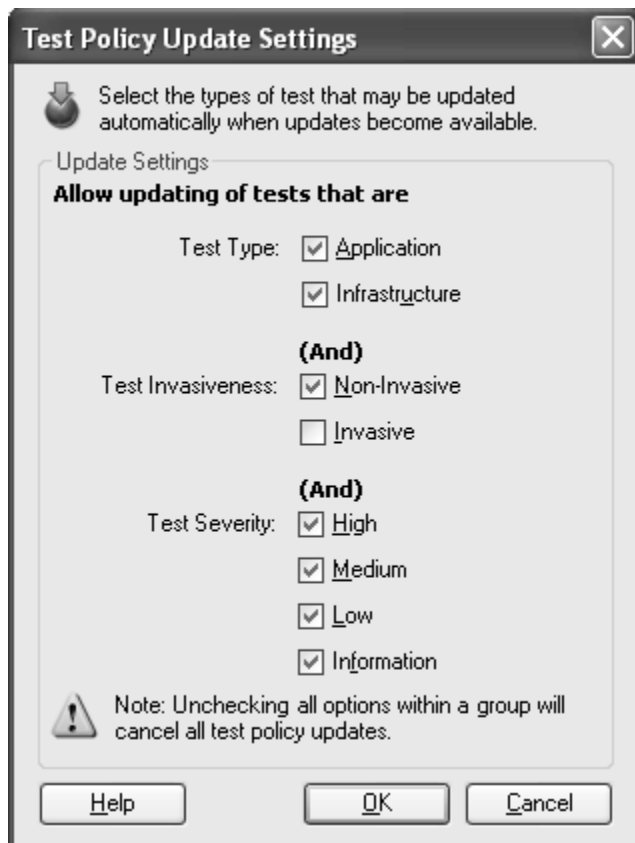 Test Policy Update Settings
Select the types of test that may be updated
automatically when updates become available.
Update Settings
Allow updating of tests that are
Test Type: Application
Infrastructure
(And)
Test Invasiveness: Non-Invasive
Invasive
(And)
Test Severity: High
Medium
Low
Information
Note: Unchecking all options within a group will
cancel all test policy updates.
Help OK Cancel